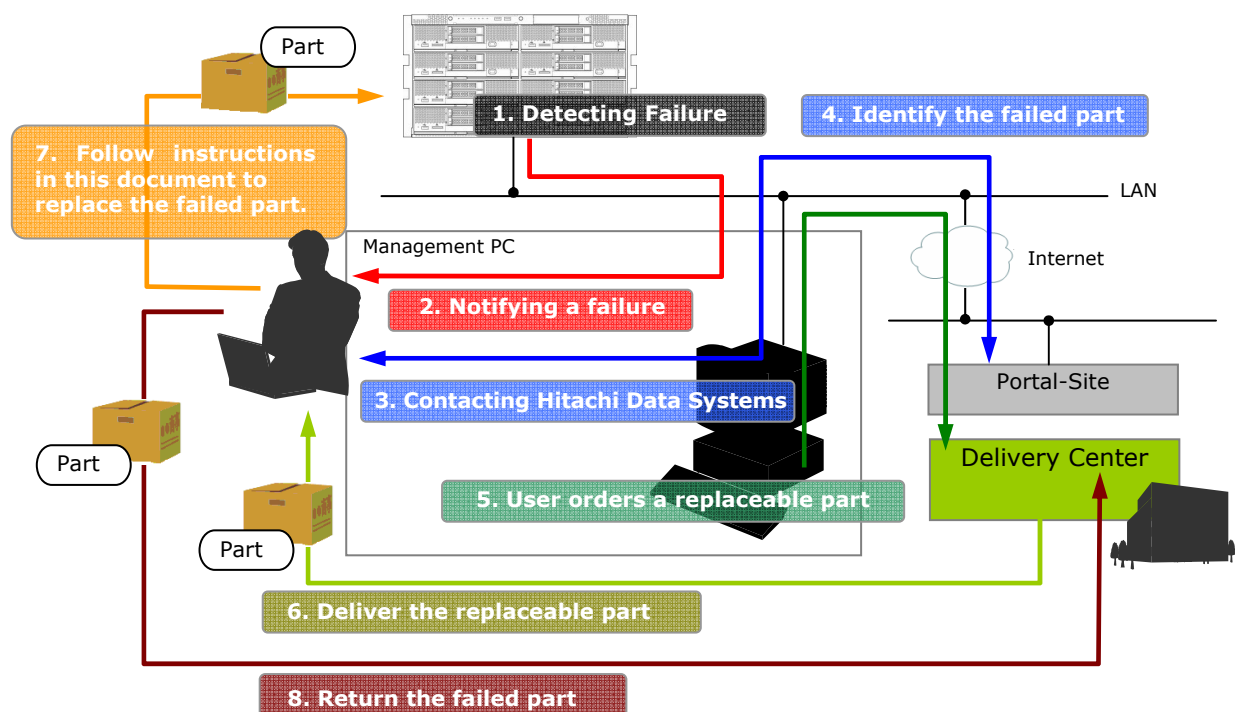 Part
1. Detecting Failure
4. Identify the failed part
7. Follow instructions
in this document to
replace the failed part.
LAN
Management PC
Internet
2. Notifying a failure
Portal-Site
3. Contacting Hitachi Data Systems
Part
Delivery Center
5. User orders a replaceable part
Part
6. Deliver the replaceable part
8. Return the failed part